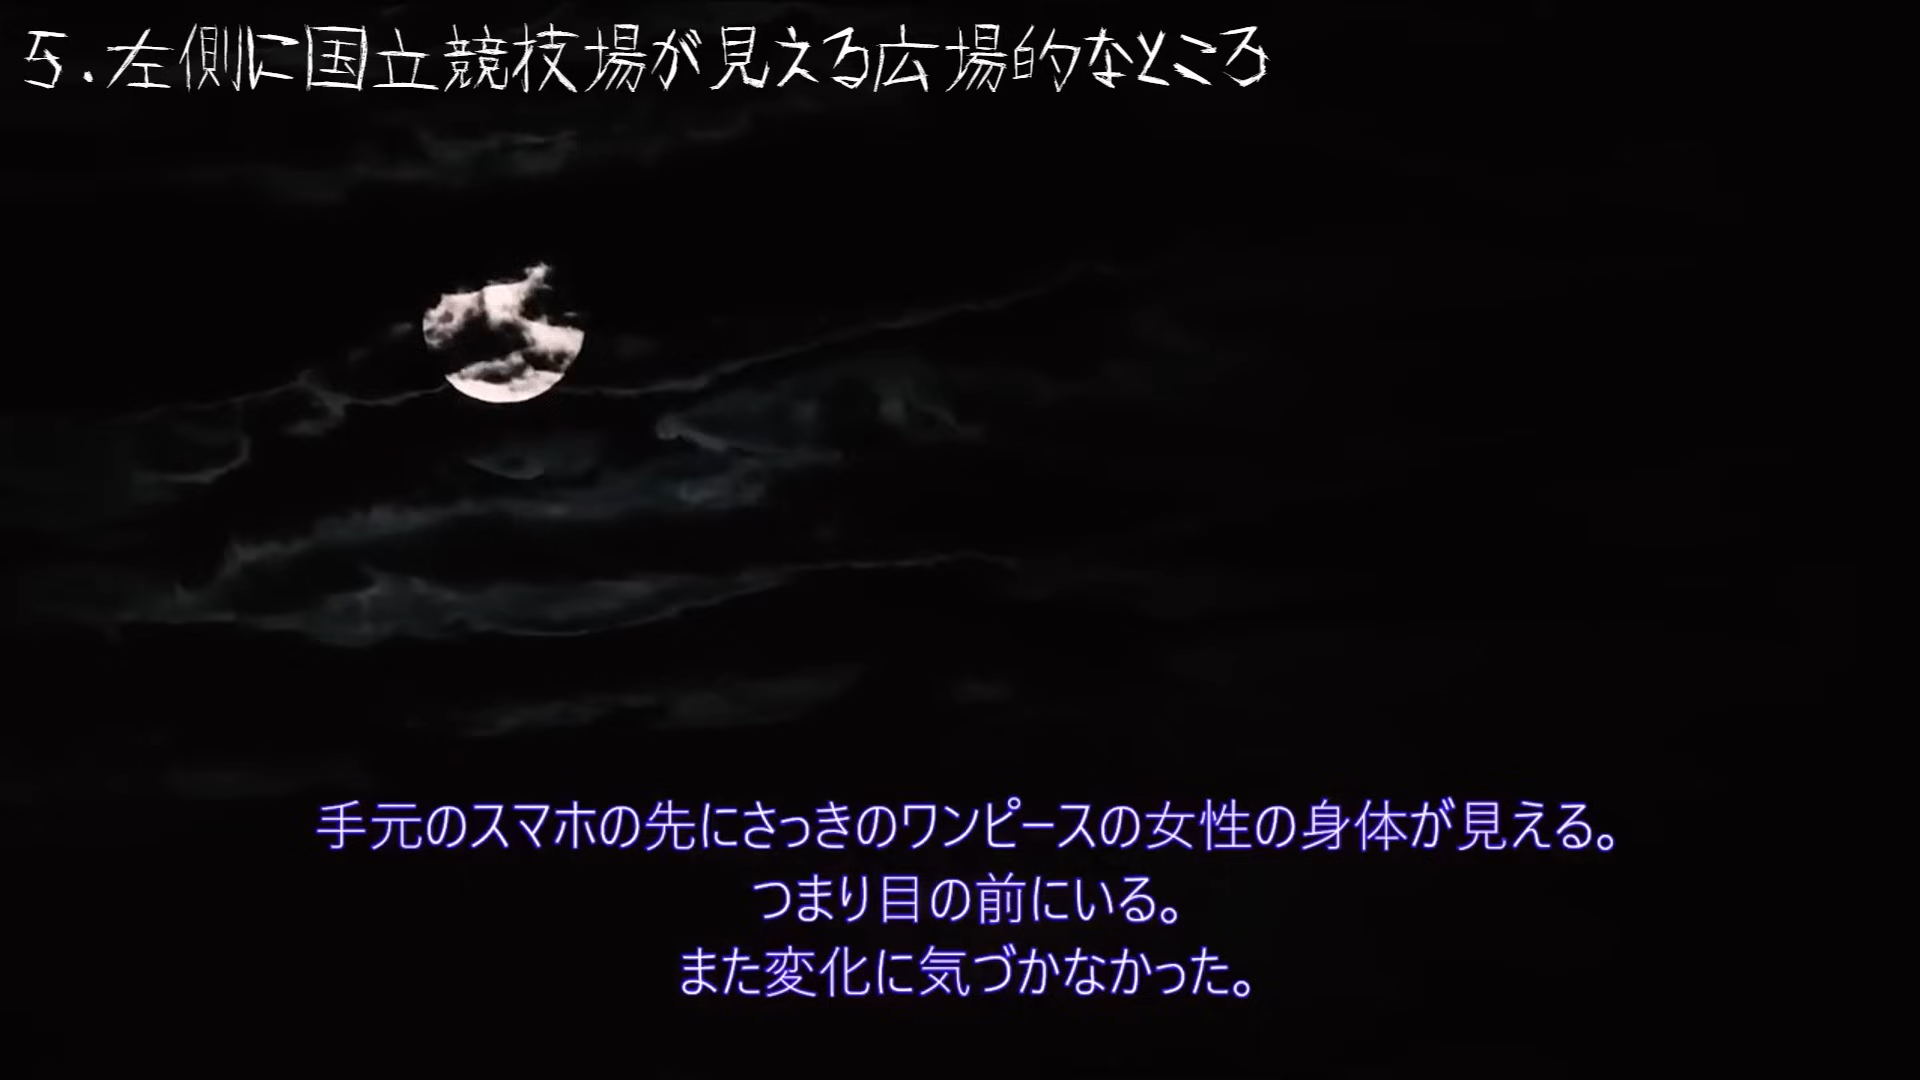 5.左側に国立競技場が見える広場的なところ
手元のスマホの先にさっきのワンピースの女性の身体が見える。
つまり目の前にいる。
また変化に気づかなかった。